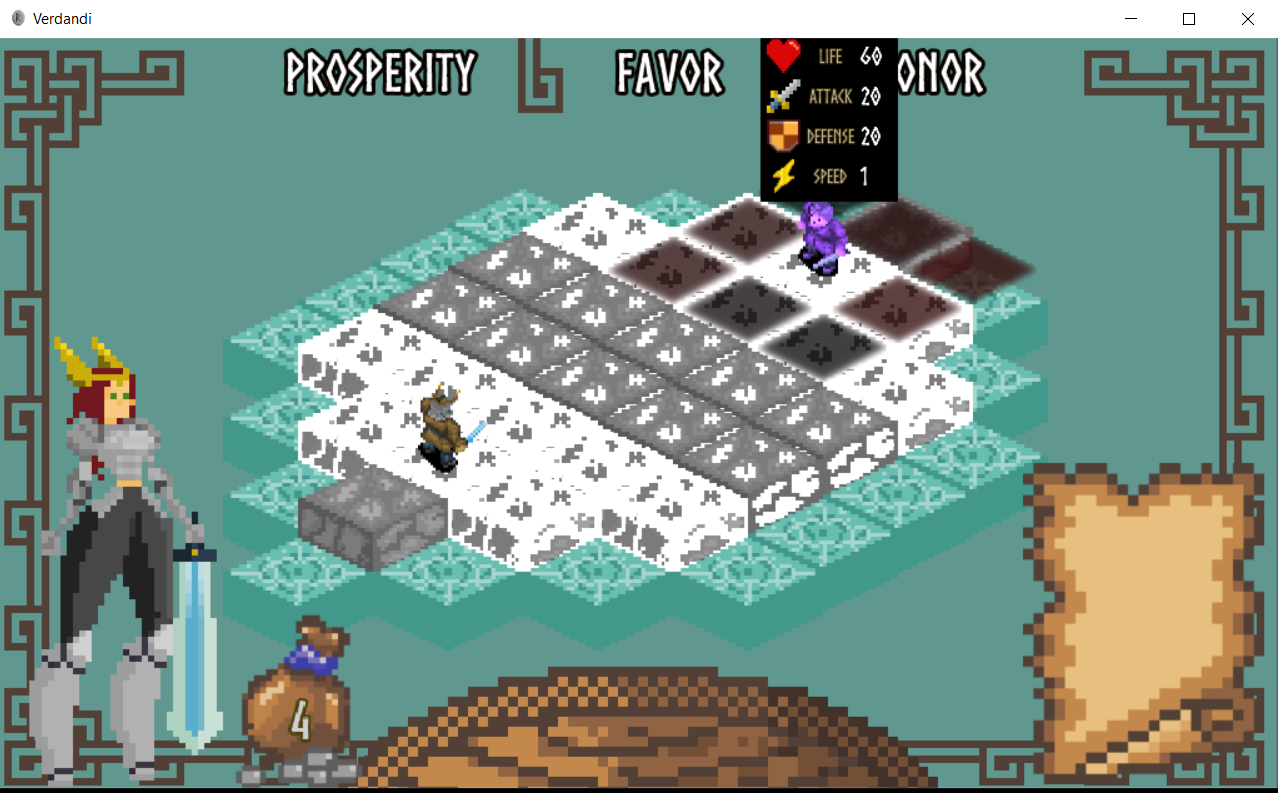 Verdandi
PROSPERITY
FAVOR
ONOR
LIFE 60
ATTACK 20
DEFENSE 20
SPEED 1
4